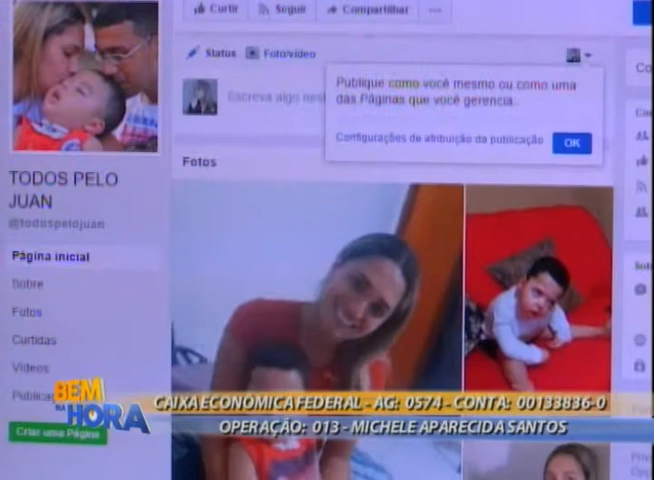 Curtir
Seguir
Compartilhar
Status
Foto/vídeo
Publique como você mesmo ou como uma
das Páginas que você gerencia.
Escreva algo
Configurações de atribuição da publicação
OK
Fotos
TODOS PELO
JUAN
@todospelojuan
Página inicial
Sobre
Fotos
Curtidas
Vídeos
Criar uma Página
BEM
NA
HORA
CAIXA ECONOMICA FEDERAL - AG: 0574 - CONTA: 00133836-0
OPERAÇÃO: 013 - MICHELE APARECIDA SANTOS